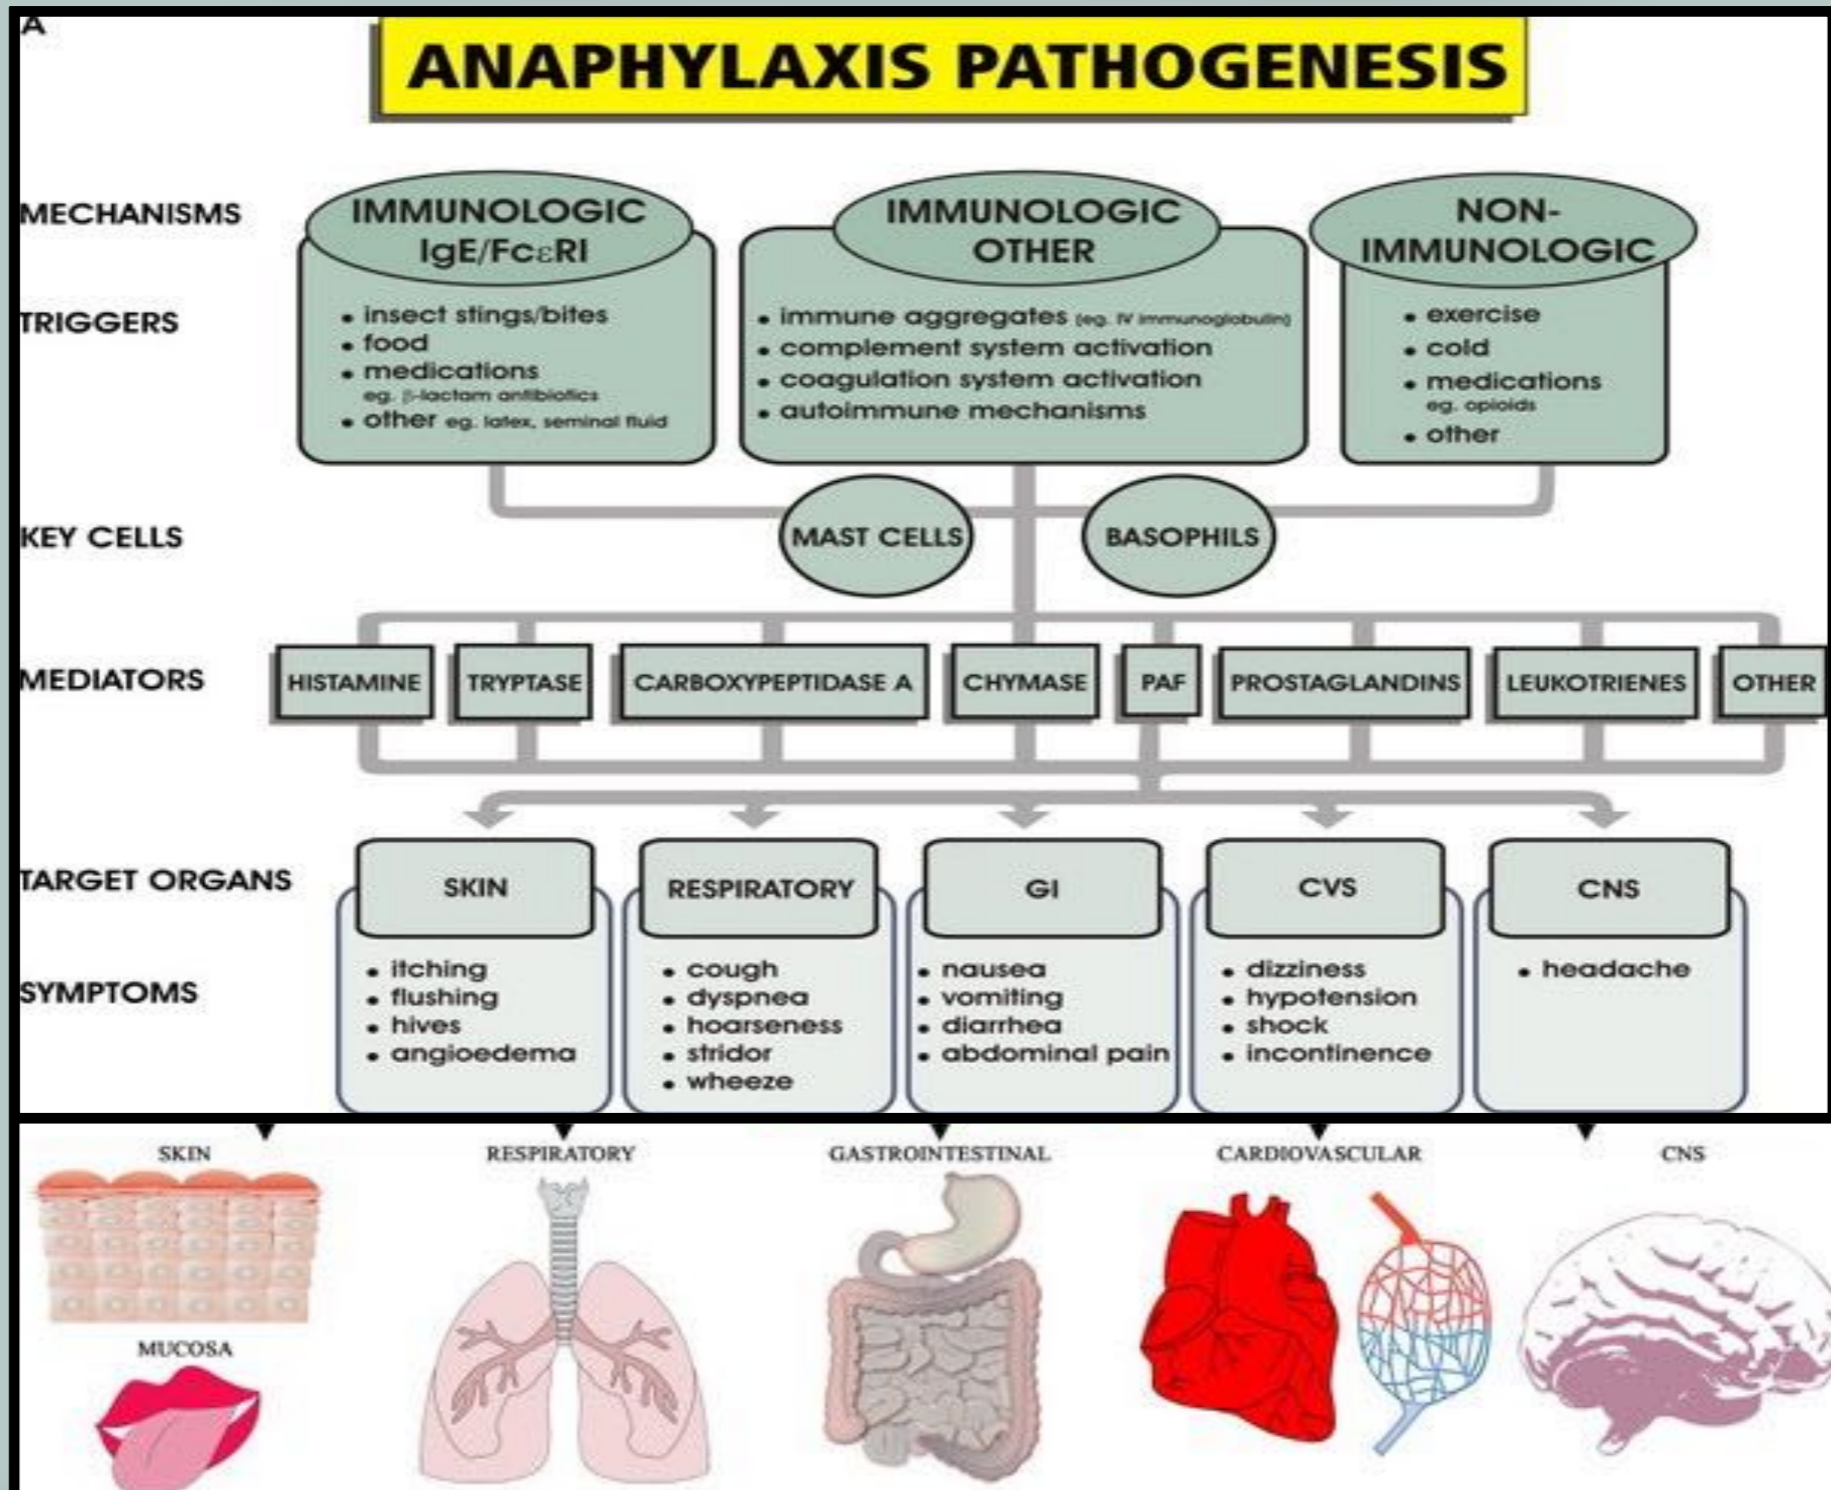 A
ANAPHYLAXIS PATHOGENESIS
MECHANISMS
IMMUNOLOGIC
IgE/FcεRI
IMMUNOLOGIC
OTHER
NON-
IMMUNOLOGIC
TRIGGERS
• insect stings/bites
• food
• medications
eg. β-lactam antibiotics
• other eg. latex, seminal fluid
• immune aggregates (eg. IV immunoglobulin)
• complement system activation
• coagulation system activation
• autoimmune mechanisms
• exercise
• cold
• medications
eg. opioids
• other
KEY CELLS
MAST CELLS
BASOPHILS
MEDIATORS
HISTAMINE
TRYPTASE
CARBOXYPEPTIDASE A
CHYMASE
PAF
PROSTAGLANDINS
LEUKOTRIENES
OTHER
TARGET ORGANS
SKIN
RESPIRATORY
GI
CVS
CNS
SYMPTOMS
• itching
• flushing
• hives
• angioedema
• cough
• dyspnea
• hoarseness
• stridor
• wheeze
• nausea
• vomiting
• diarrhea
• abdominal pain
• dizziness
• hypotension
• shock
• incontinence
• headache
SKIN
RESPIRATORY
GASTROINTESTINAL
CARDIOVASCULAR
CNS
MUCOSA